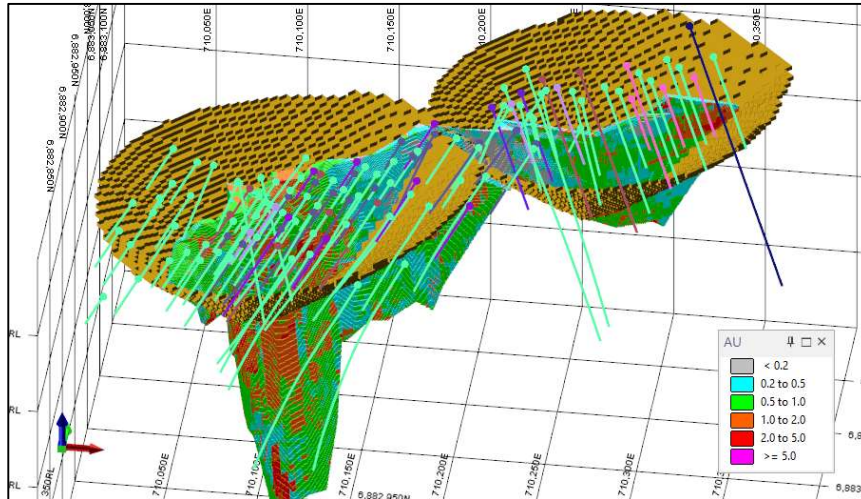 6,883,100N
6,882,950N
6,882,900N
6,882,850N
710,050E
710,100E
710,150E
710,200E
710,350E
RL
RL
RL
350RL
710,050E
710,100E
710,150E
710,200E
710,250E
710,300E
6,882,950N
6,883
AU
< 0.2
0.2 to 0.5
0.5 to 1.0
1.0 to 2.0
2.0 to 5.0
>= 5.0